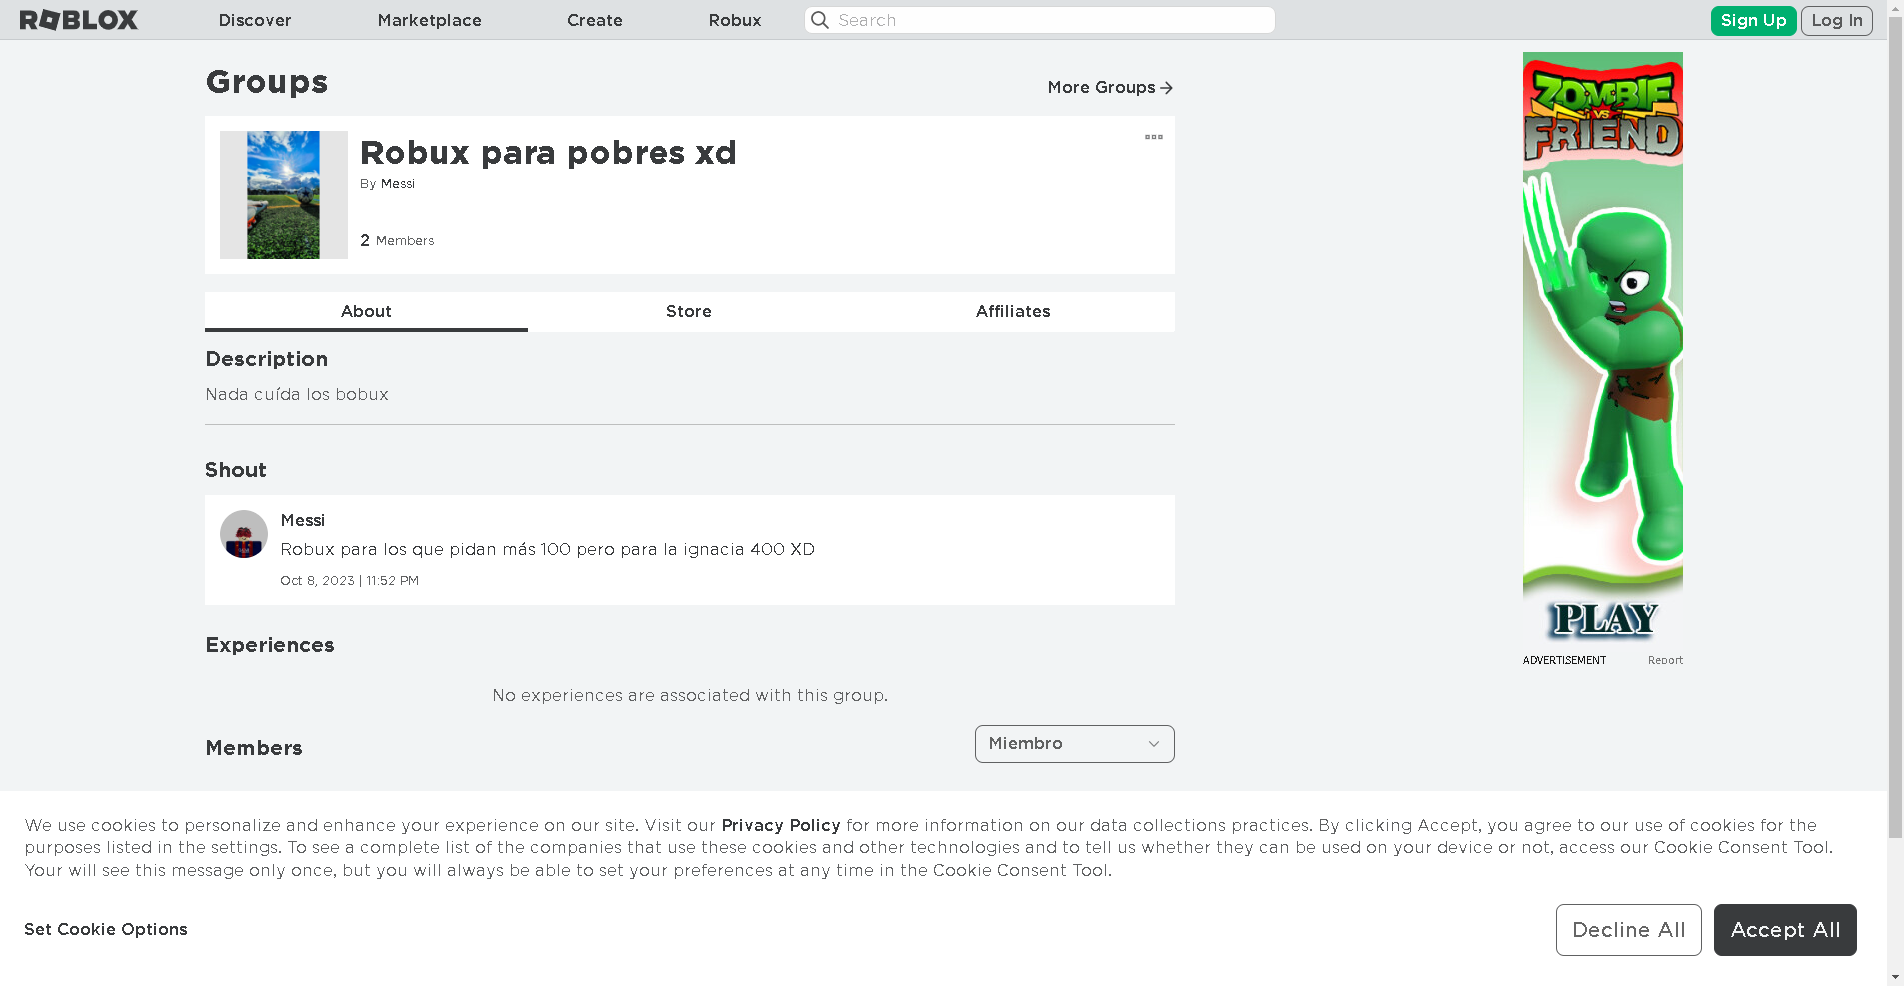 ROBLOX
Discover
Marketplace
Create
Robux
Search
Sign Up
Log In
Groups
More Groups
Robux para pobres xd
By Messi
2 Members
About
Store
Affiliates
Description
Nada cuída los bobux
Shout
Messi
Robux para los que pidan más 100 pero para la ignacia 400 XD
Oct 8, 2023 | 11:52 PM
Experiences
No experiences are associated with this group.
Members
Miembro
ZOMBIE
VS
FRIEND
PLAY
ADVERTISEMENT
Report
We use cookies to personalize and enhance your experience on our site. Visit our Privacy Policy for more information on our data collections practices. By clicking Accept, you agree to our use of cookies for the
purposes listed in the settings. To see a complete list of the companies that use these cookies and other technologies and to tell us whether they can be used on your device or not, access our Cookie Consent Tool.
Your will see this message only once, but you will always be able to set your preferences at any time in the Cookie Consent Tool.
Set Cookie Options
Decline All
Accept All